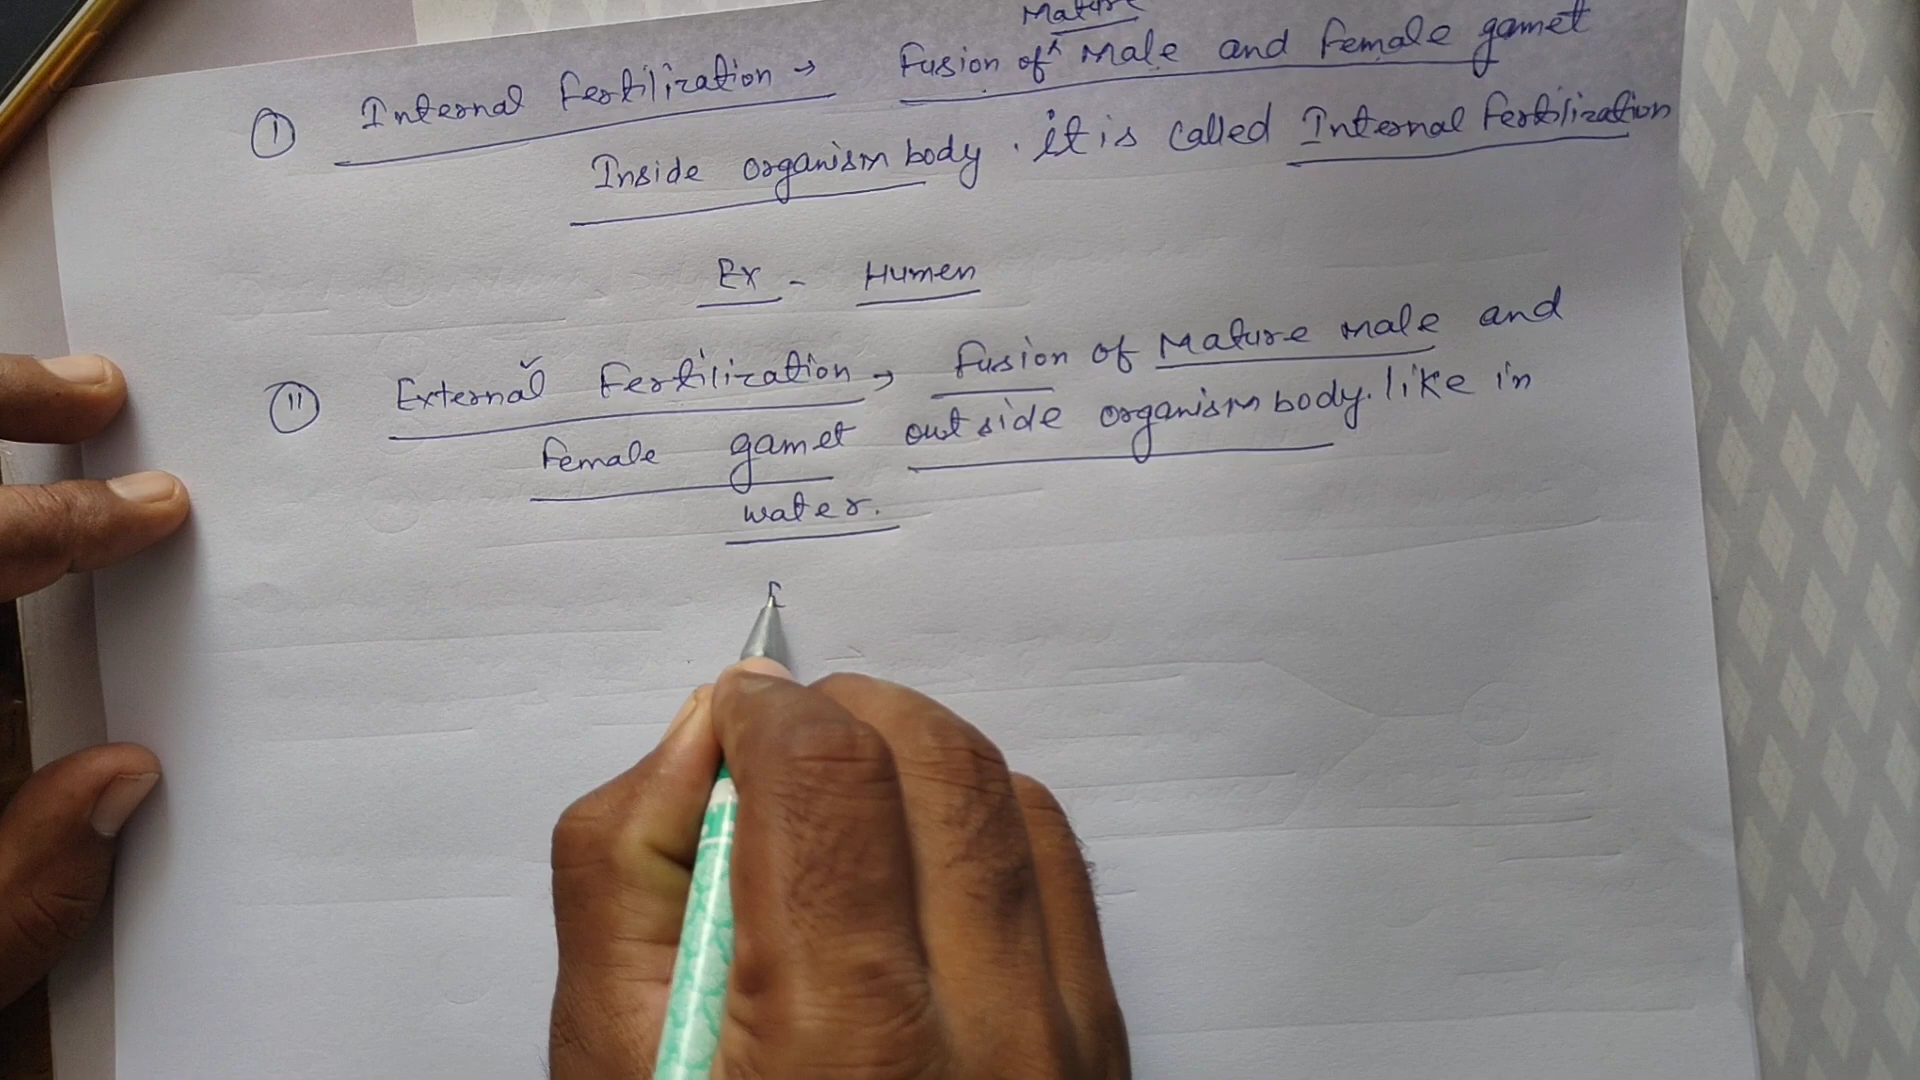 Mature
① Internal fertilization → Fusion of ^ Male and female gamet
Inside organism body. it is called Internal fertilization
Ex - Humen
⑪ External Fertilization → fusion of Mature male and
female gamet out side organism body. like in
water.